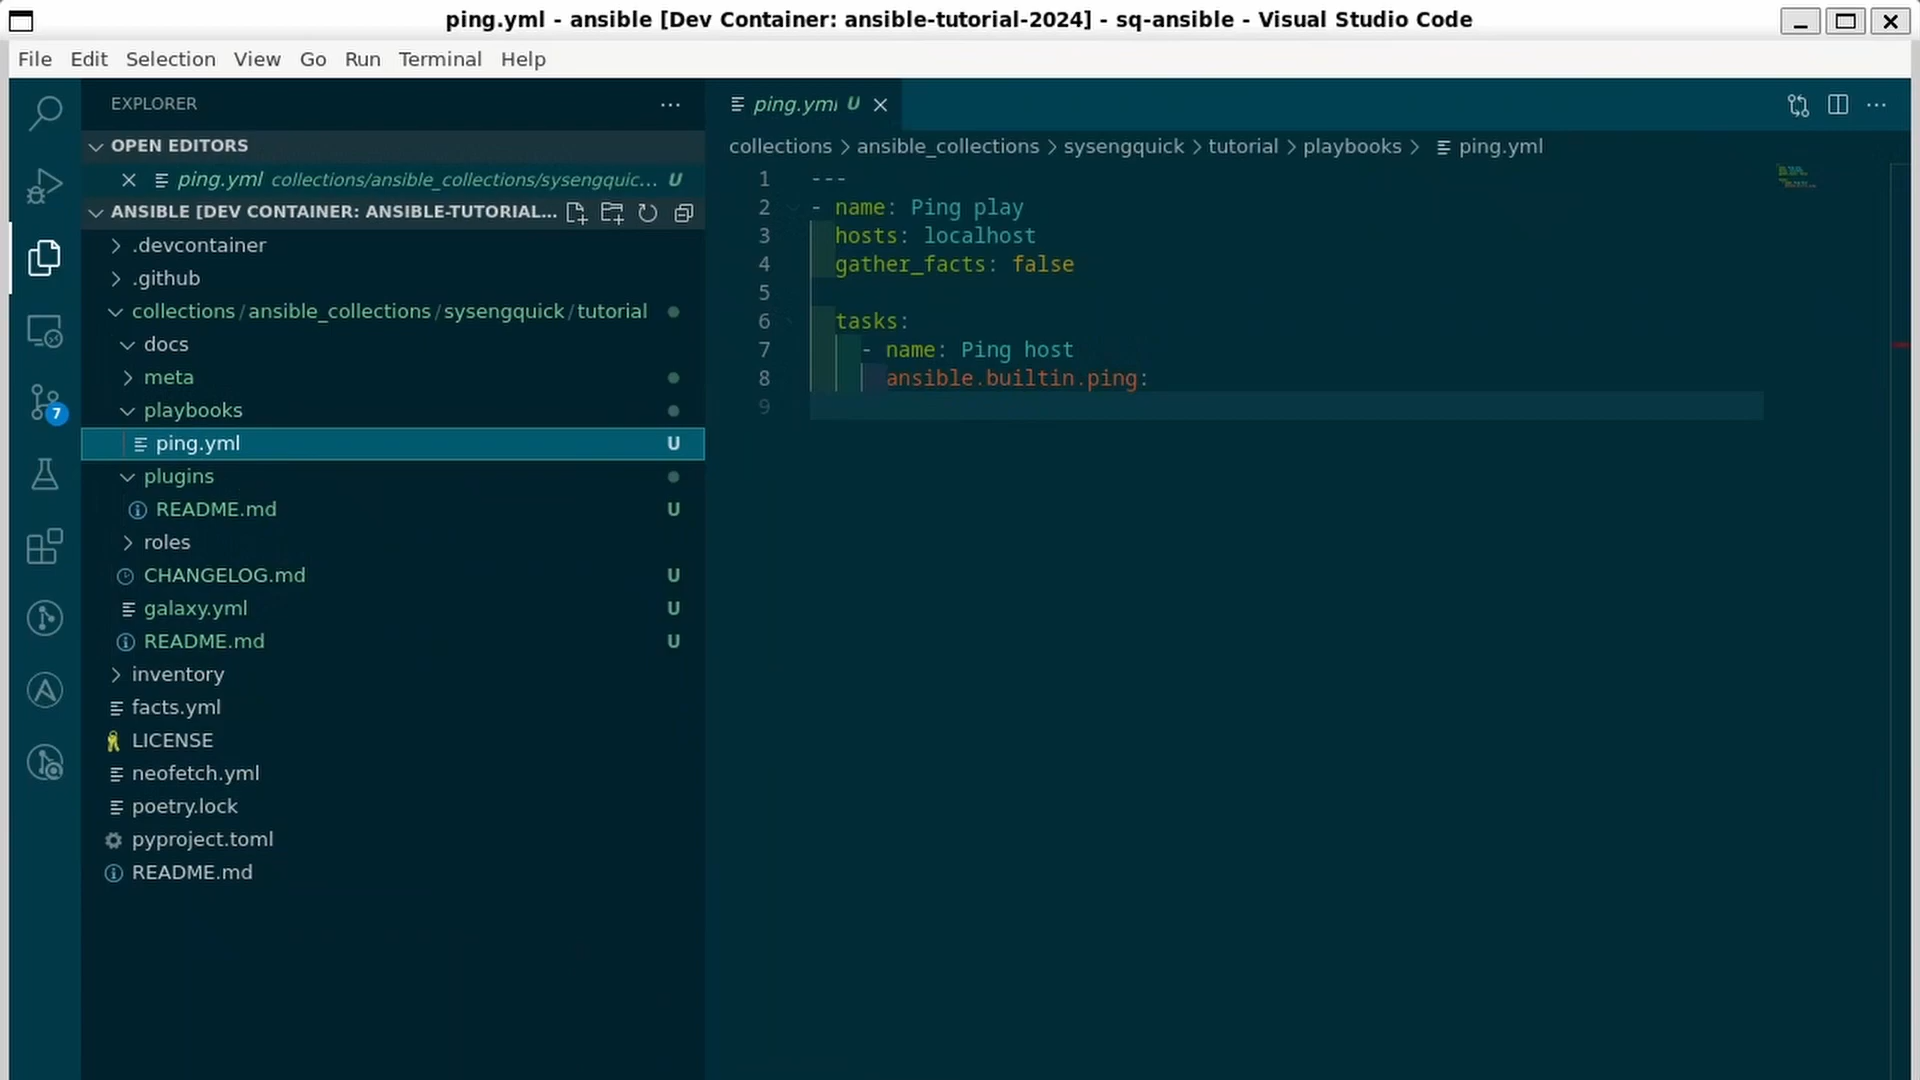 ping.yml - ansible [Dev Container: ansible-tutorial-2024] - sq-ansible - Visual Studio Code
File Edit Selection View Go Run Terminal Help
EXPLORER
OPEN EDITORS
ping.yml collections/ansible_collections/sysengquic... U
ANSIBLE [DEV CONTAINER: ANSIBLE-TUTORIAL...
.devcontainer
.github
collections/ansible_collections/sysengquick/tutorial
docs
meta
playbooks
ping.yml U
plugins
README.md U
roles
CHANGELOG.md U
galaxy.yml U
README.md U
inventory
facts.yml
LICENSE
neofetch.yml
poetry.lock
pyproject.toml
README.md
7
ping.yml U
collections > ansible_collections > sysengquick > tutorial > playbooks > ping.yml
1 ---
2 - name: Ping play
3 hosts: localhost
4 gather_facts: false
5
6 tasks:
7 - name: Ping host
8 ansible.builtin.ping:
9